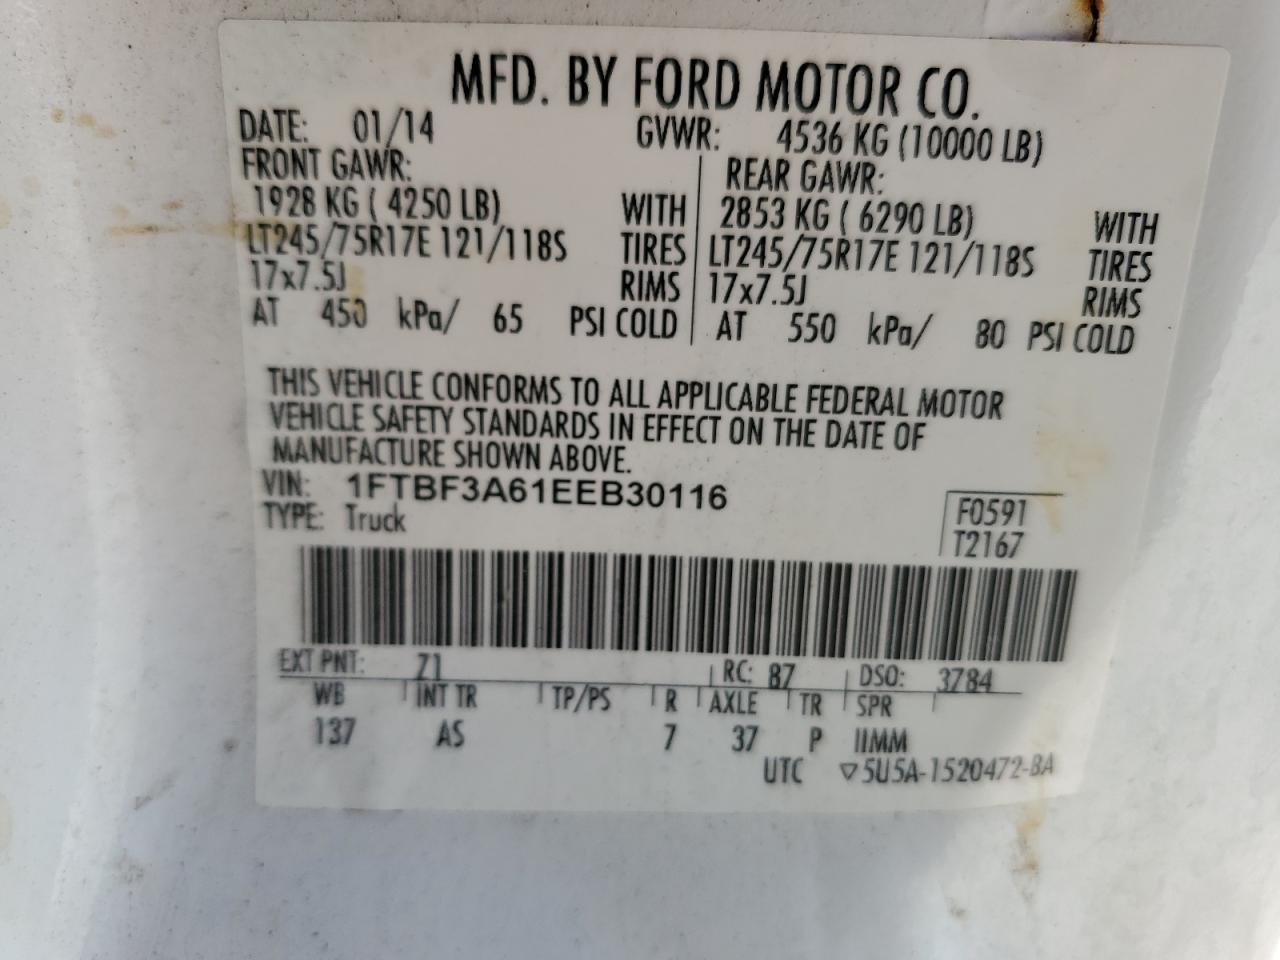 MFD. BY FORD MOTOR CO.
DATE: 01/14 GVWR: 4536 KG (10000 LB)
FRONT GAWR: REAR GAWR:
1928 KG ( 4250 LB) WITH 2853 KG ( 6290 LB) WITH
LT245/75R17E 121/118S TIRES LT245/75R17E 121/118S TIRES
17x7.5J RIMS 17x7.5J RIMS
AT 450 kPa/ 65 PSI COLD AT 550 kPa/ 80 PSI COLD
THIS VEHICLE CONFORMS TO ALL APPLICABLE FEDERAL MOTOR
VEHICLE SAFETY STANDARDS IN EFFECT ON THE DATE OF
MANUFACTURE SHOWN ABOVE.
VIN: 1FTBF3A61EEB30116
TYPE: Truck
F0591
T2167
EXT PNT: Z1 RC: 87 DSO: 3784
WB INT TR TP/PS R AXLE TR SPR
137 AS 7 37 P IIMM
UTC ▽5U5A-1520472-BA